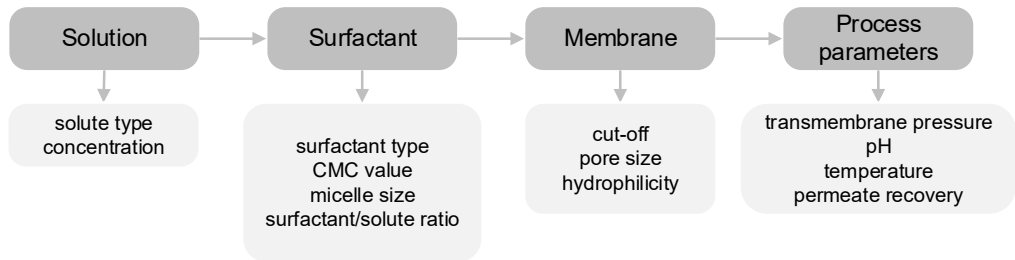 Solution
Surfactant
Membrane
Process
parameters
solute type
concentration
surfactant type
CMC value
micelle size
surfactant/solute ratio
cut-off
pore size
hydrophilicity
transmembrane pressure
pH
temperature
permeate recovery